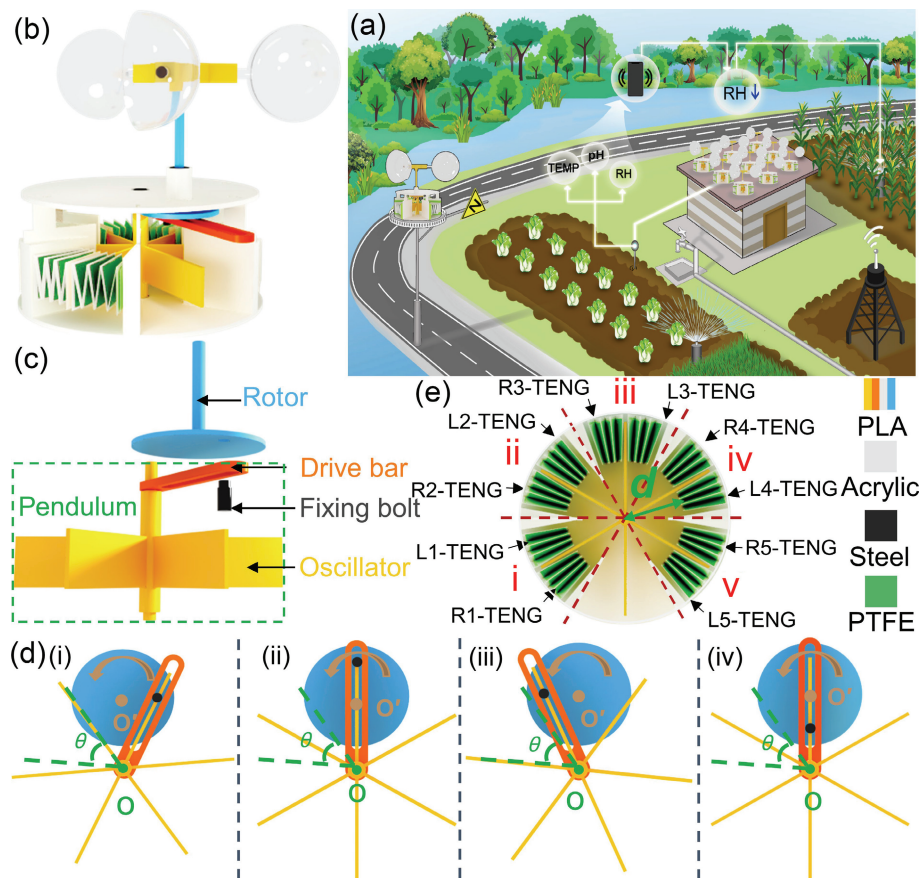 (b)
(a)
RH ↓
TEMP
pH
RH
(c)
Rotor
Drive bar
Pendulum
Fixing bolt
Oscillator
(e)
R3-TENG
iii
L3-TENG
L2-TENG
R4-TENG
ii
iv
R2-TENG
d
L4-TENG
L1-TENG
R5-TENG
i
v
R1-TENG
L5-TENG
PLA
Acrylic
Steel
PTFE
(d)
(i)
(ii)
(iii)
(iv)
O'
O'
O'
O'
θ
θ
θ
θ
O
O
O
O